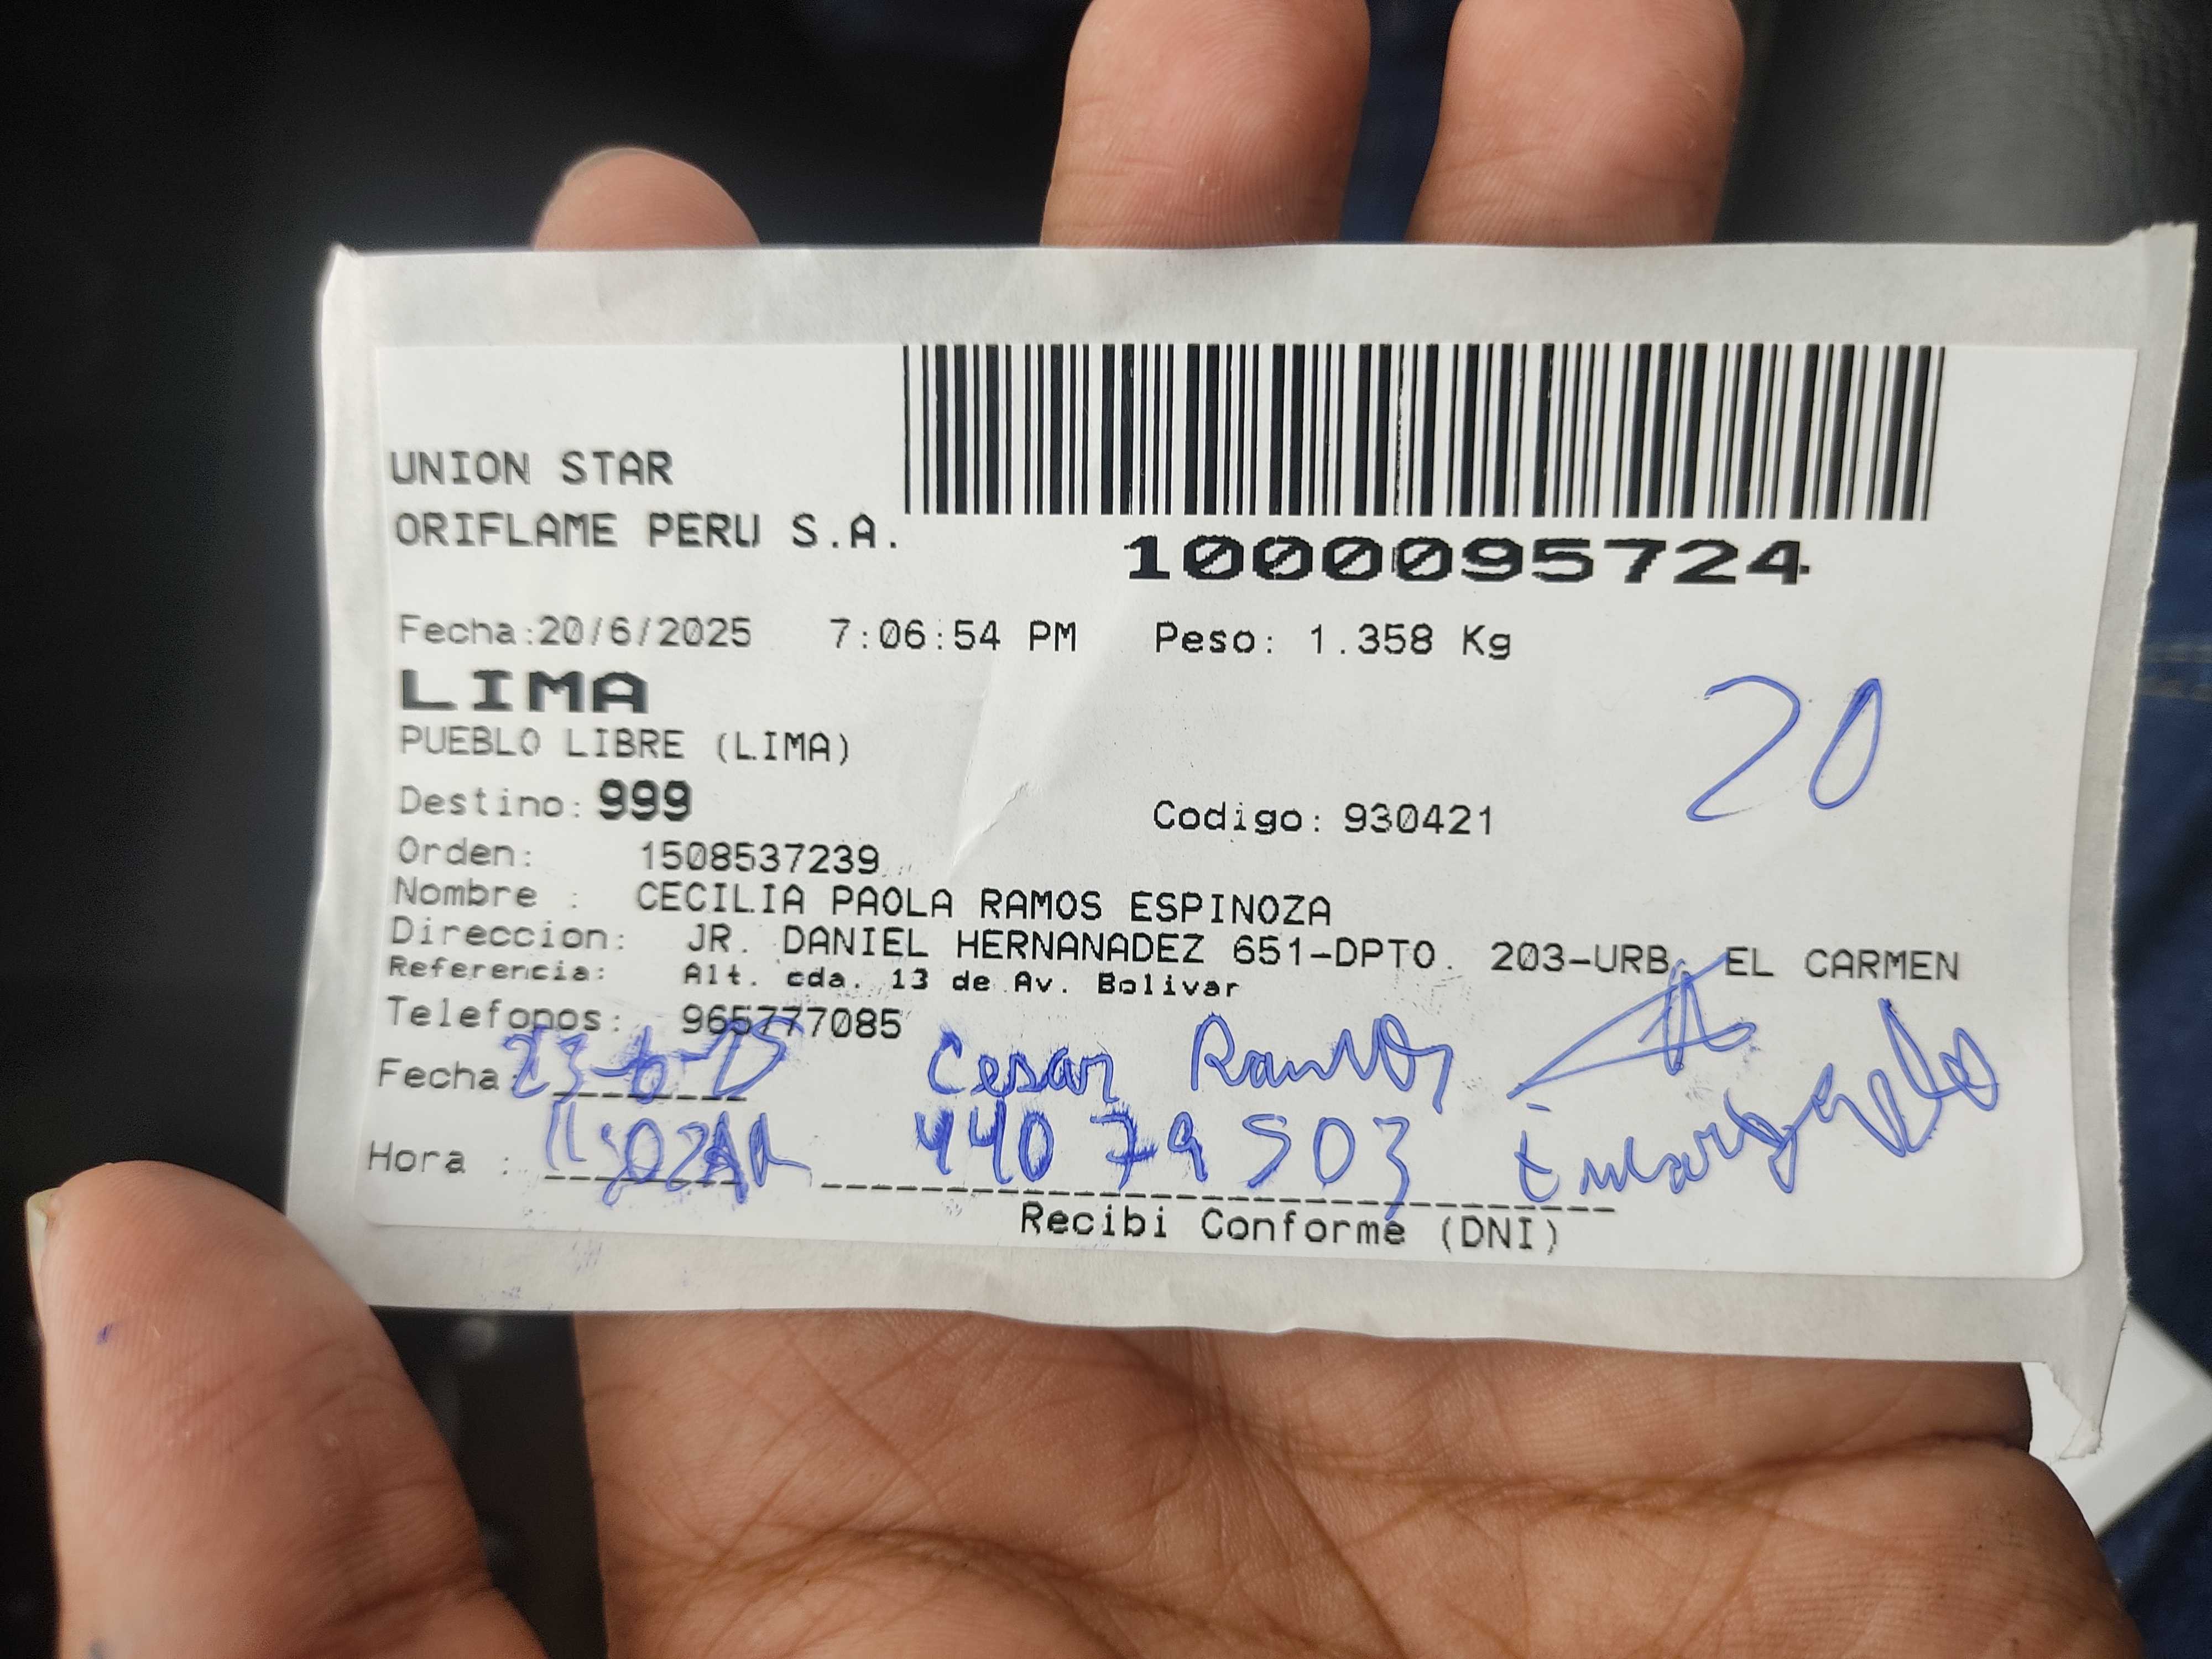 UNION STAR
ORIFLAME PERU S.A.
1000095724
Fecha:20/6/2025 7:06:54 PM Peso: 1.358 Kg
LIMA
20
PUEBLO LIBRE (LIMA)
Destino: 999 Codigo: 930421
Orden: 1508537239
Nombre : CECILIA PAOLA RAMOS ESPINOZA
Direccion: JR. DANIEL HERNANADEZ 651-DPTO. 203-URB. EL CARMEN
Referencia: Alt. cda. 13 de Av. Bolivar
Telefonos: 965777085
Fecha: 23-6-25 Cesar Ramos
Hora : 44079503
Recibi Conforme (DNI)